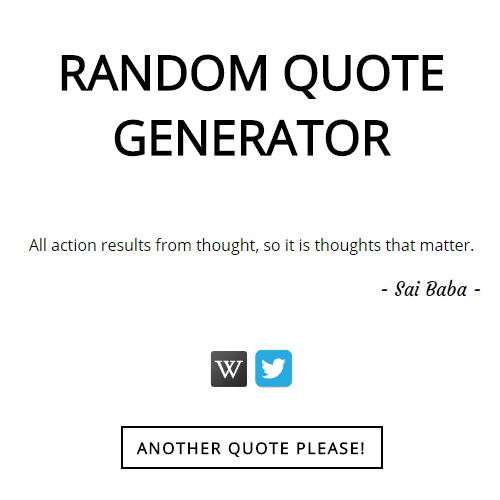 RANDOM QUOTE
GENERATOR
All action results from thought, so it is thoughts that matter.
- Sai Baba -
W
ANOTHER QUOTE PLEASE!